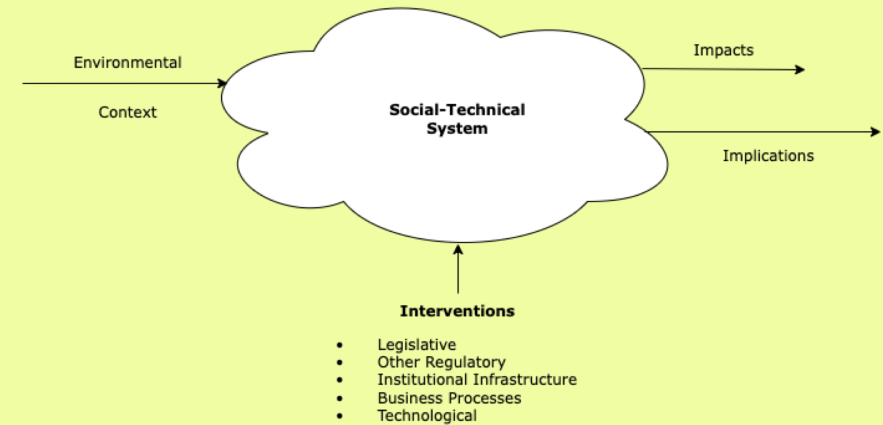 Environmental
Context
Social-Technical
System
Impacts
Implications
Interventions
• Legislative
• Other Regulatory
• Institutional Infrastructure
• Business Processes
• Technological